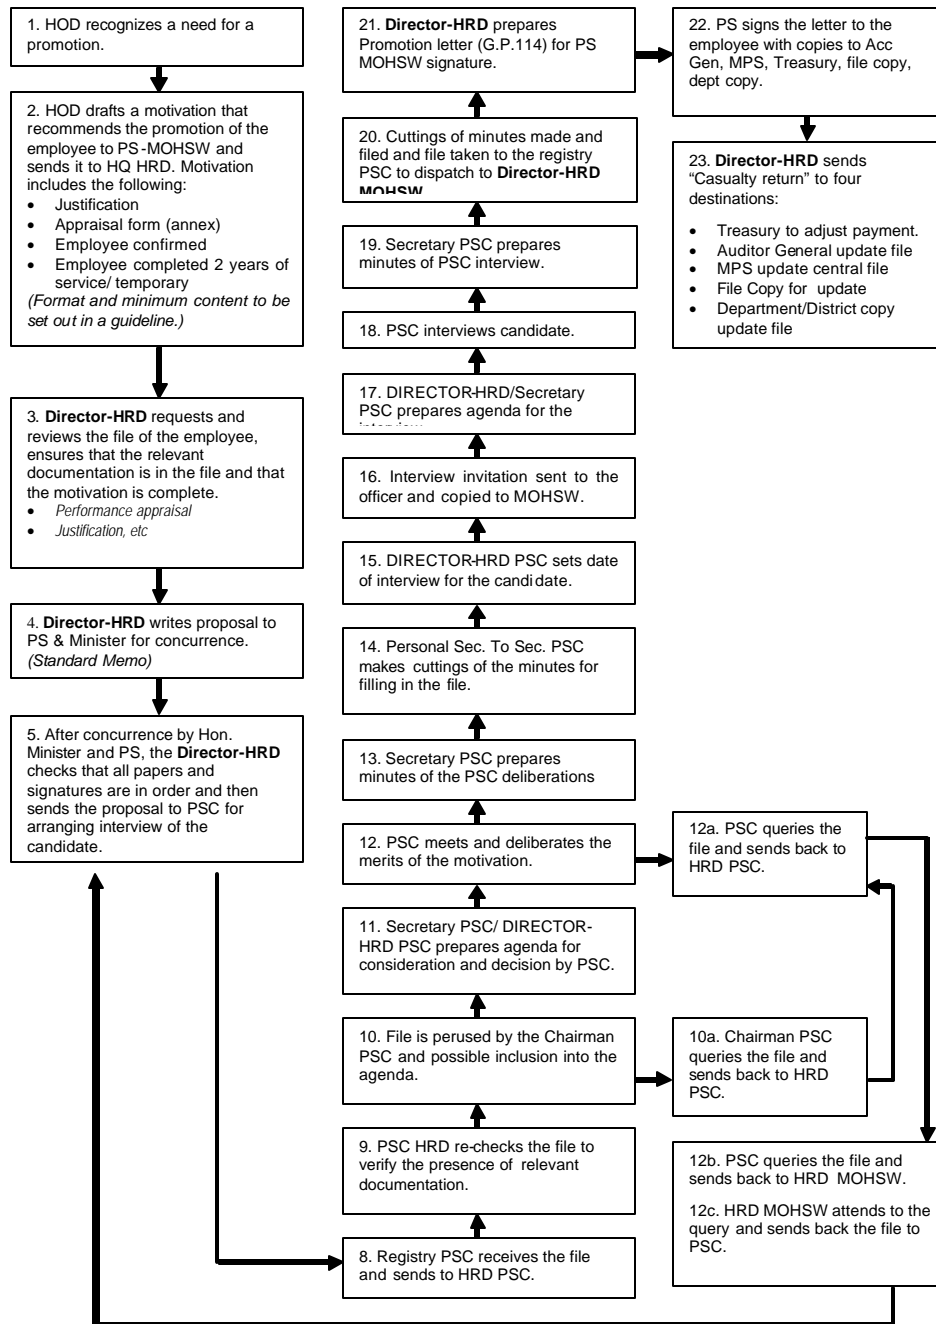 1. HOD recognizes a need for a
promotion.
2. HOD drafts a motivation that
recommends the promotion of the
employee to PS-MOHSW and
sends it to HQ HRD. Motivation
includes the following:
• Justification
• Appraisal form (annex)
• Employee confirmed
• Employee completed 2 years of
service/ temporary
(Format and minimum content to be
set out in a guideline.)
3. Director-HRD requests and
reviews the file of the employee,
ensures that the relevant
documentation is in the file and that
the motivation is complete.
• Performance appraisal
• Justification, etc
4. Director-HRD writes proposal to
PS & Minister for concurrence.
(Standard Memo)
5. After concurrence by Hon.
Minister and PS, the Director-HRD
checks that all papers and
signatures are in order and then
sends the proposal to PSC for
arranging interview of the
candidate.
21. Director-HRD prepares
Promotion letter (G.P.114) for PS
MOHSW signature.
20. Cuttings of minutes made and
filed and file taken to the registry
PSC to dispatch to Director-HRD
MOHSW
19. Secretary PSC prepares
minutes of PSC interview.
18. PSC interviews candidate.
17. DIRECTOR-HRD/Secretary
PSC prepares agenda for the
16. Interview invitation sent to the
officer and copied to MOHSW.
15. DIRECTOR-HRD PSC sets date
of interview for the candidate.
14. Personal Sec. To Sec. PSC
makes cuttings of the minutes for
filling in the file.
13. Secretary PSC prepares
minutes of the PSC deliberations
12. PSC meets and deliberates the
merits of the motivation.
11. Secretary PSC/ DIRECTOR-
HRD PSC prepares agenda for
consideration and decision by PSC.
10. File is perused by the Chairman
PSC and possible inclusion into the
agenda.
9. PSC HRD re-checks the file to
verify the presence of relevant
documentation.
8. Registry PSC receives the file
and sends to HRD PSC.
22. PS signs the letter to the
employee with copies to Acc
Gen, MPS, Treasury, file copy,
dept copy.
23. Director-HRD sends
“Casualty return” to four
destinations:
• Treasury to adjust payment.
• Auditor General update file
• MPS update central file
• File Copy for update
• Department/District copy
update file
12a. PSC queries the
file and sends back to
HRD PSC.
10a. Chairman PSC
queries the file and
sends back to HRD
PSC.
12b. PSC queries the file and
sends back to HRD MOHSW.
12c. HRD MOHSW attends to the
query and sends back the file to
PSC.